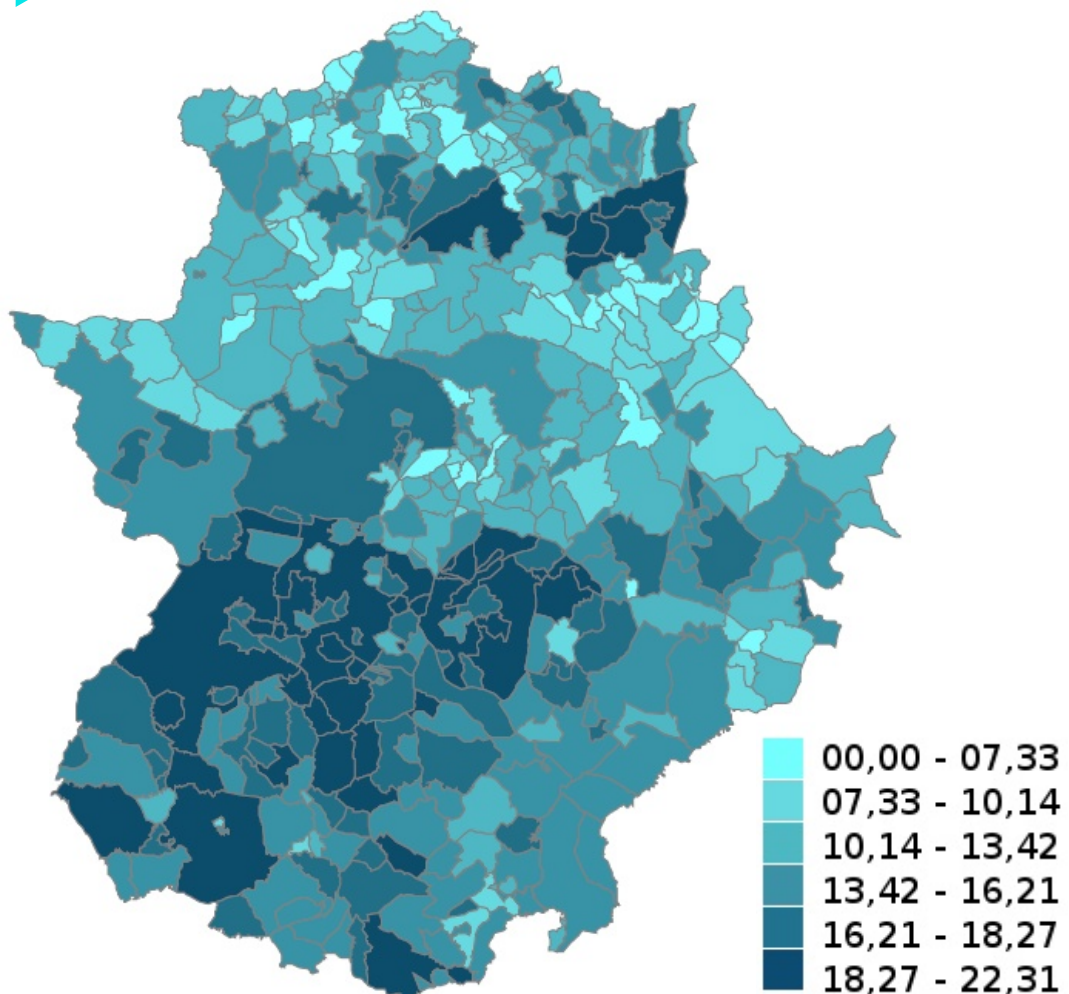 00,00 - 07,33
07,33 - 10,14
10,14 - 13,42
13,42 - 16,21
16,21 - 18,27
18,27 - 22,31